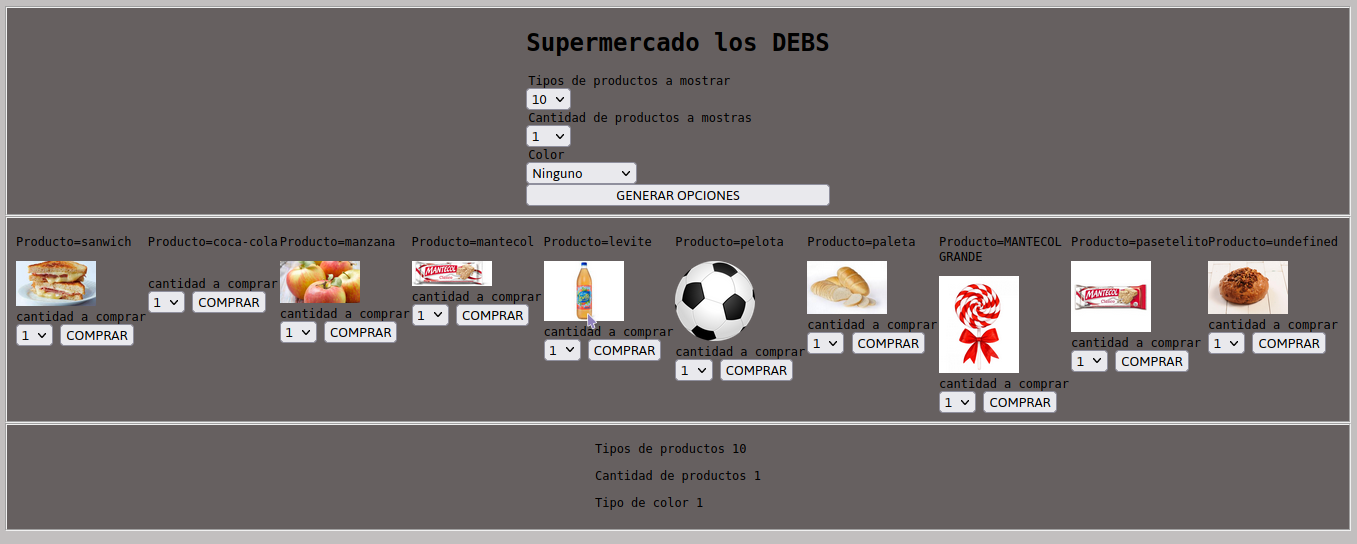 Supermercado los DEBS
Tipos de productos a mostrar
10
Cantidad de productos a mostras
1
Color
Ninguno
GENERAR OPCIONES
Producto=sanwich
cantidad a comprar
1 COMPRAR
Producto=coca-cola
cantidad a comprar
1 COMPRAR
Producto=manzana
cantidad a comprar
1 COMPRAR
Producto=mantecol
MANTECOL
cantidad a comprar
1 COMPRAR
Producto=levite
cantidad a comprar
1 COMPRAR
Producto=pelota
cantidad a comprar
1 COMPRAR
Producto=paleta
cantidad a comprar
1 COMPRAR
Producto=MANTECOL
GRANDE
cantidad a comprar
1 COMPRAR
Producto=pasetelito
MANTECOL
cantidad a comprar
1 COMPRAR
Producto=undefined
cantidad a comprar
1 COMPRAR
Tipos de productos 10
Cantidad de productos 1
Tipo de color 1